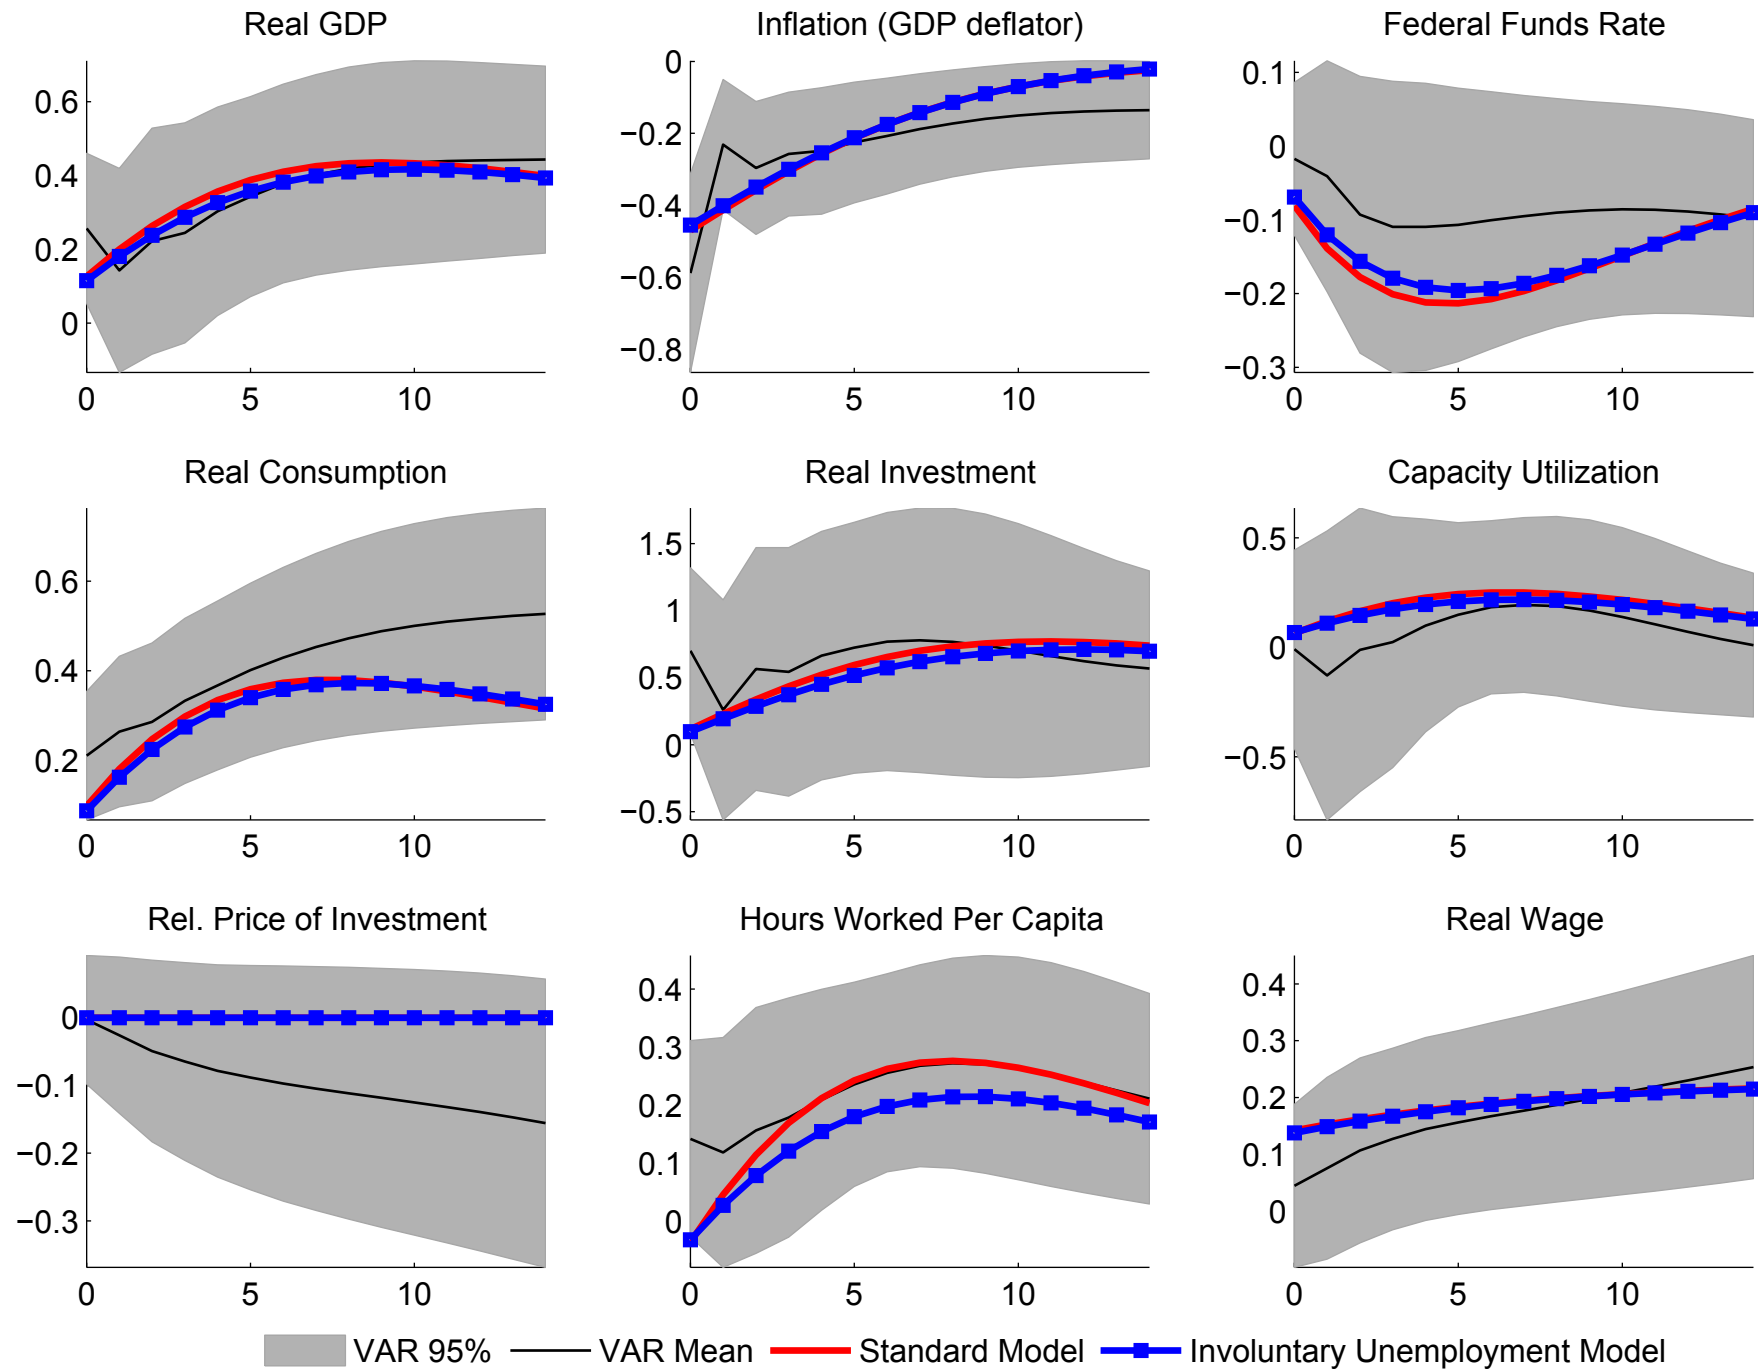 Real GDP
0.6
0.4
0.2
0
0 5 10
Inflation (GDP deflator)
0
−0.2
−0.4
−0.6
−0.8
0 5 10
Federal Funds Rate
0.1
0
−0.1
−0.2
−0.3
0 5 10
Real Consumption
0.6
0.4
0.2
0 5 10
Real Investment
1.5
1
0.5
0
−0.5
0 5 10
Capacity Utilization
0.5
0
−0.5
0 5 10
Rel. Price of Investment
0
−0.1
−0.2
−0.3
0 5 10
Hours Worked Per Capita
0.4
0.3
0.2
0.1
0
0 5 10
Real Wage
0.4
0.3
0.2
0.1
0
0 5 10
VAR 95% VAR Mean Standard Model Involuntary Unemployment Model